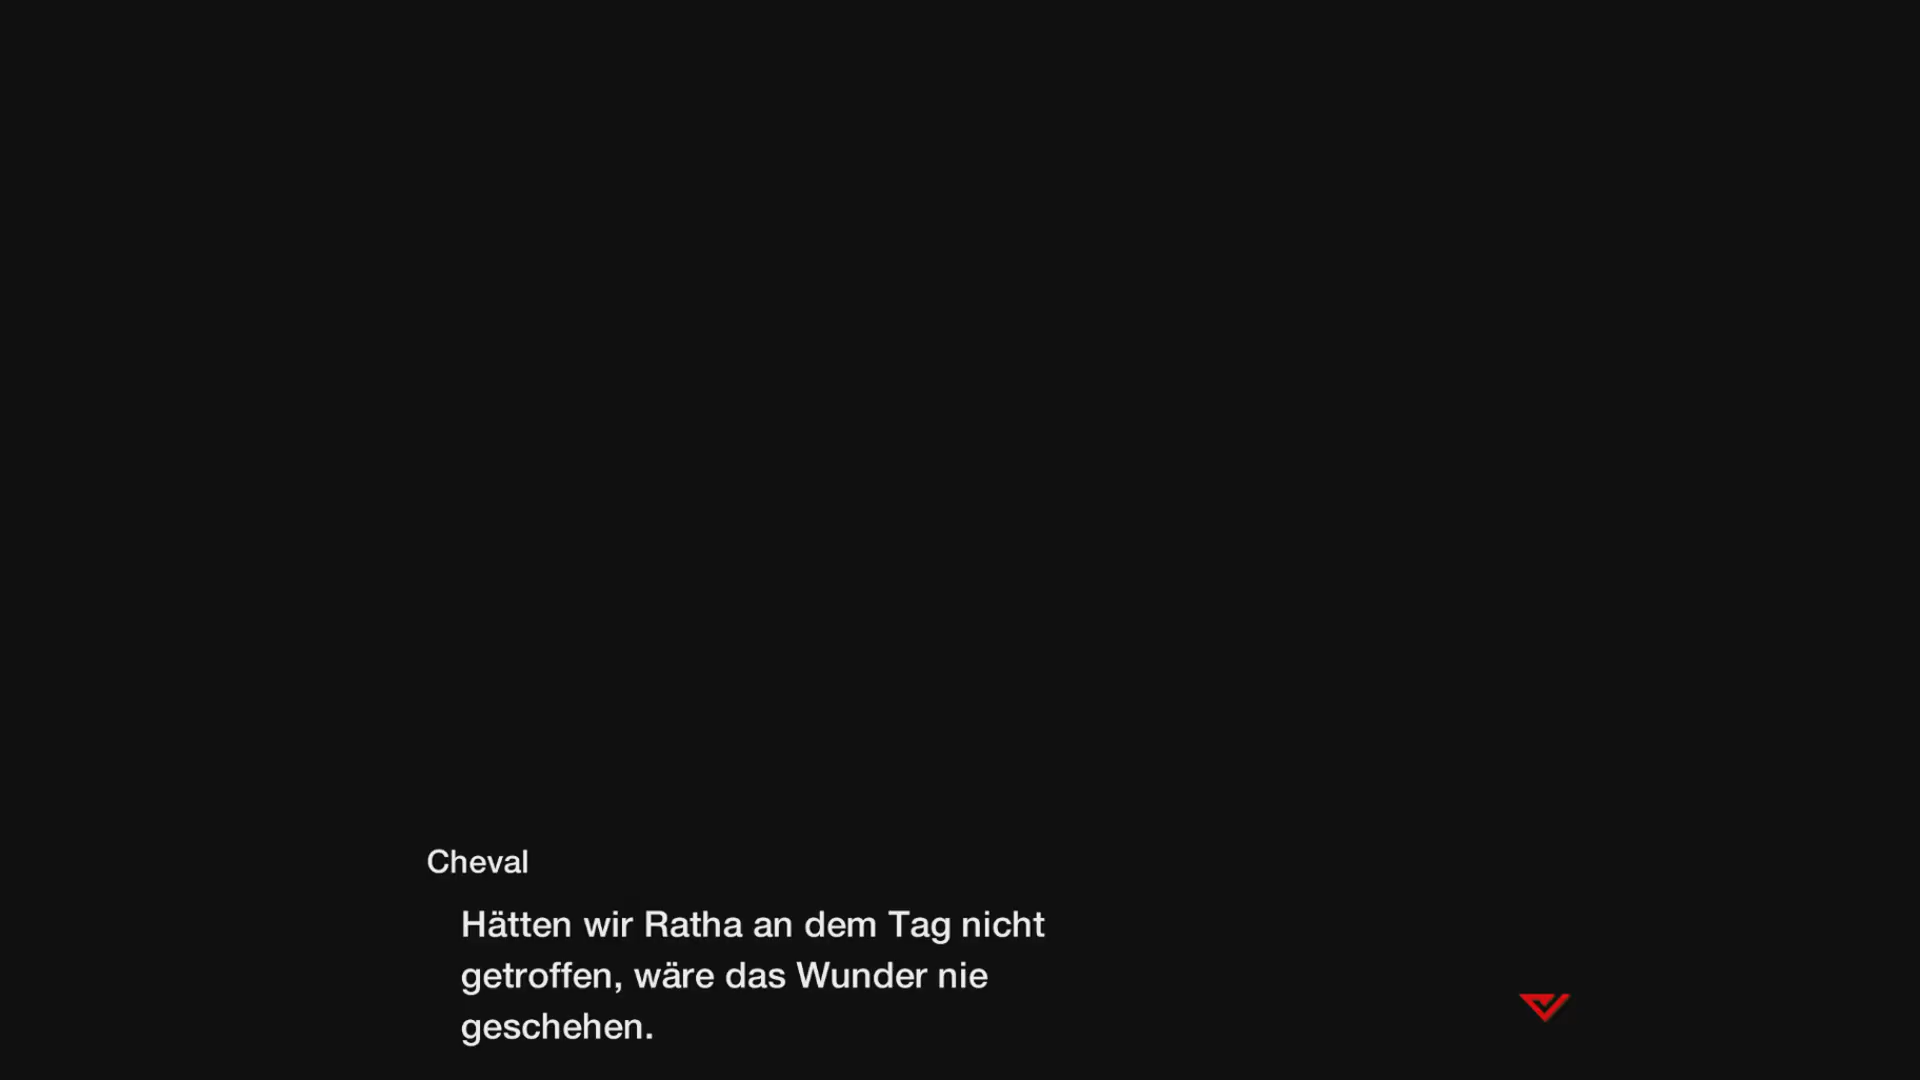 Cheval
Hätten wir Ratha an dem Tag nicht
getroffen, wäre das Wunder nie
geschehen.